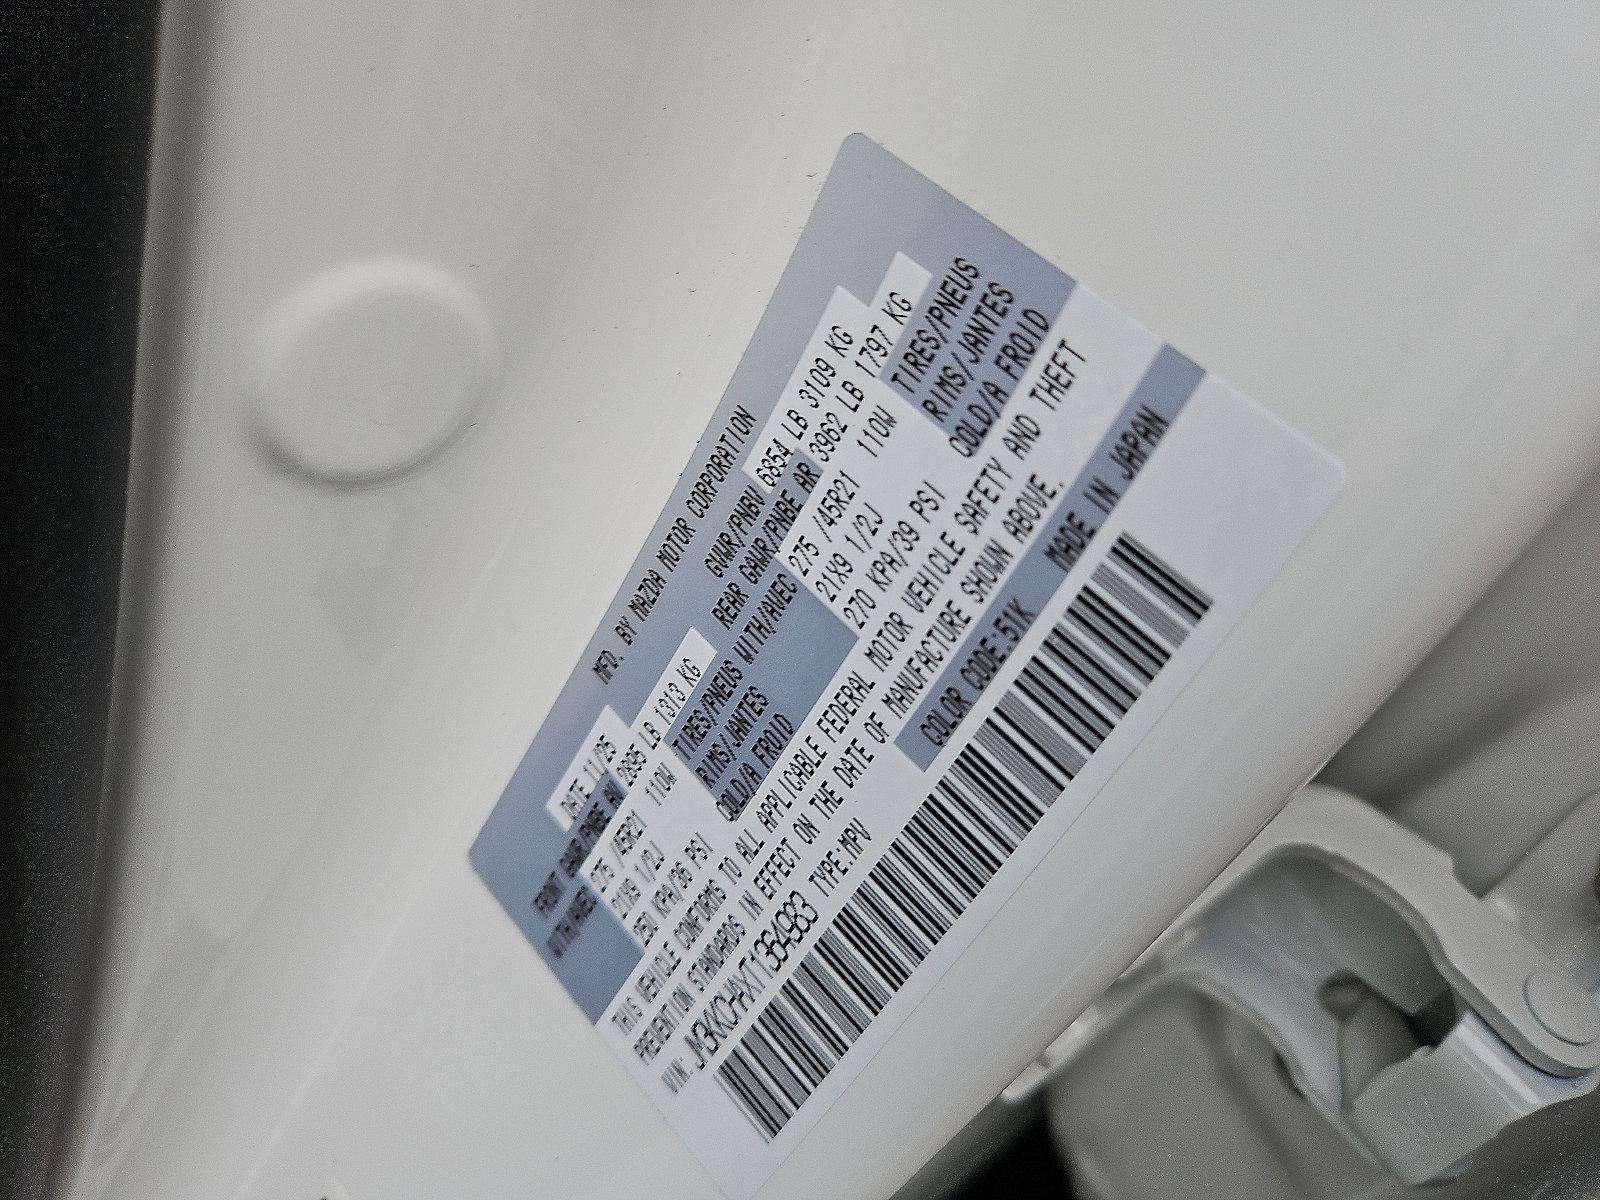 MFD. BY MAZDA MOTOR CORPORATION
DATE 11/25 GVWR/PNBV 6854 LB 3109 KG
FRONT GAWR/PNBE AV 2895 LB 1313 KG REAR GAWR/PNBE AR 3962 LB 1797 KG
WITH/AVEC 275 /45R21 110W TIRES/PNEUS WITH/AVEC 275 /45R21 110W TIRES/PNEUS
21X9 1/2J RIMS/JANTES 21X9 1/2J RIMS/JANTES
250 KPA/36 PSI COLD/A FROID 270 KPA/39 PSI COLD/A FROID
THIS VEHICLE CONFORMS TO ALL APPLICABLE FEDERAL MOTOR VEHICLE SAFETY AND THEFT
PREVENTION STANDARDS IN EFFECT ON THE DATE OF MANUFACTURE SHOWN ABOVE.
VIN: JM3KKCHAXT1364983 TYPE:MPV COLOR CODE:51K MADE IN JAPAN